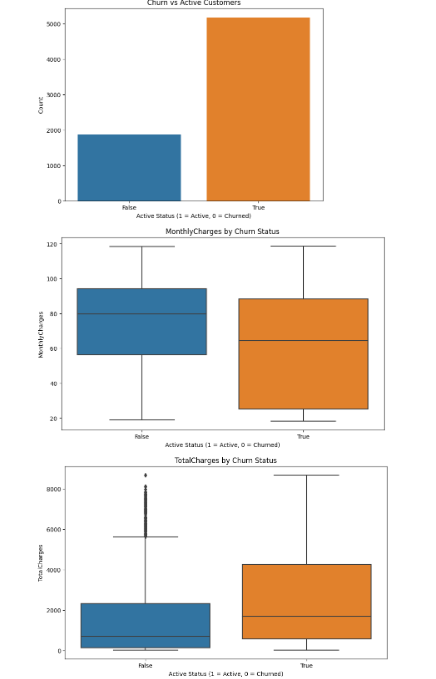 Churn vs Active Customers
5000
4000
3000
2000
1000
0
Count
False True
Active Status (1 = Active, 0 = Churned)
MonthlyCharges by Churn Status
120
100
80
60
40
20
MonthlyCharges
False True
Active Status (1 = Active, 0 = Churned)
TotalCharges by Churn Status
8000
6000
4000
2000
0
TotalCharges
False True
Active Status (1 = Active, 0 = Churned)